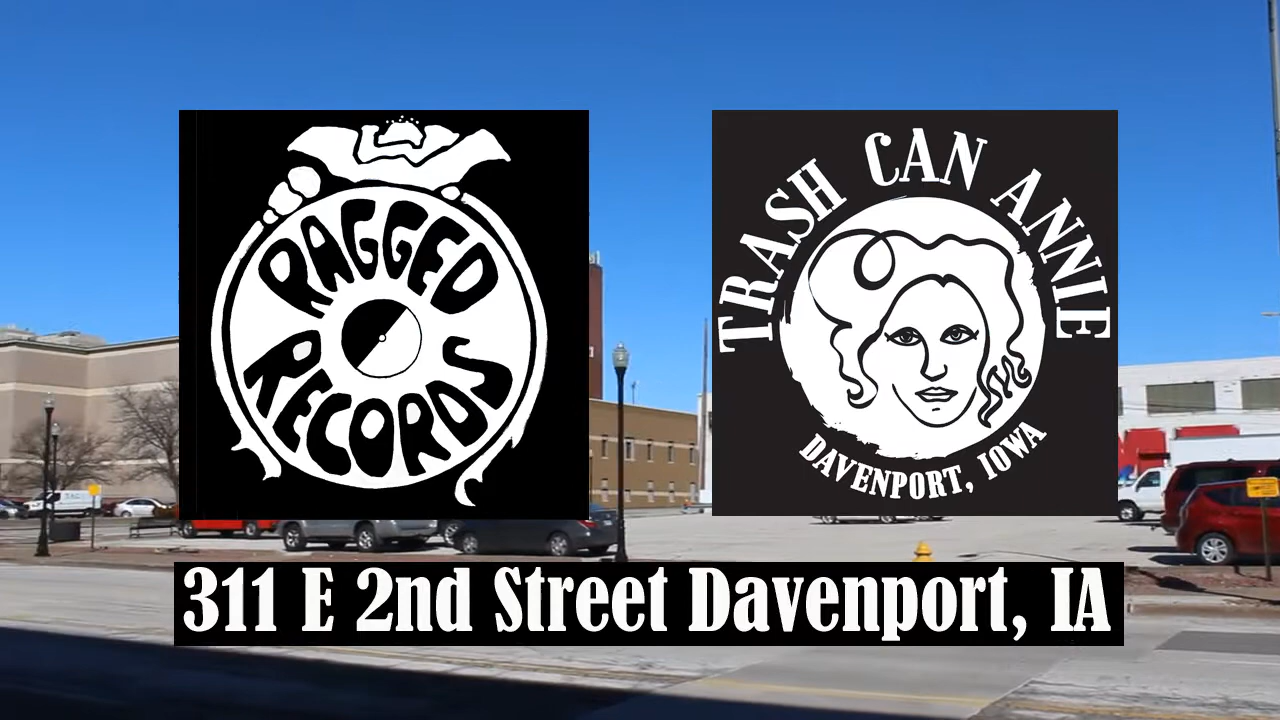 RAGGED
RECORDS
TRASH CAN ANNIE
DAVENPORT, IOWA
311 E 2nd Street Davenport, IA